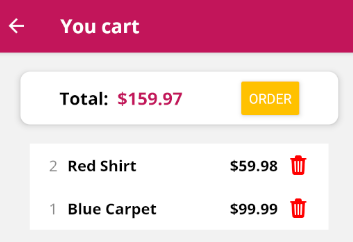 You cart
Total: $159.97 ORDER
2 Red Shirt $59.98
1 Blue Carpet $99.99